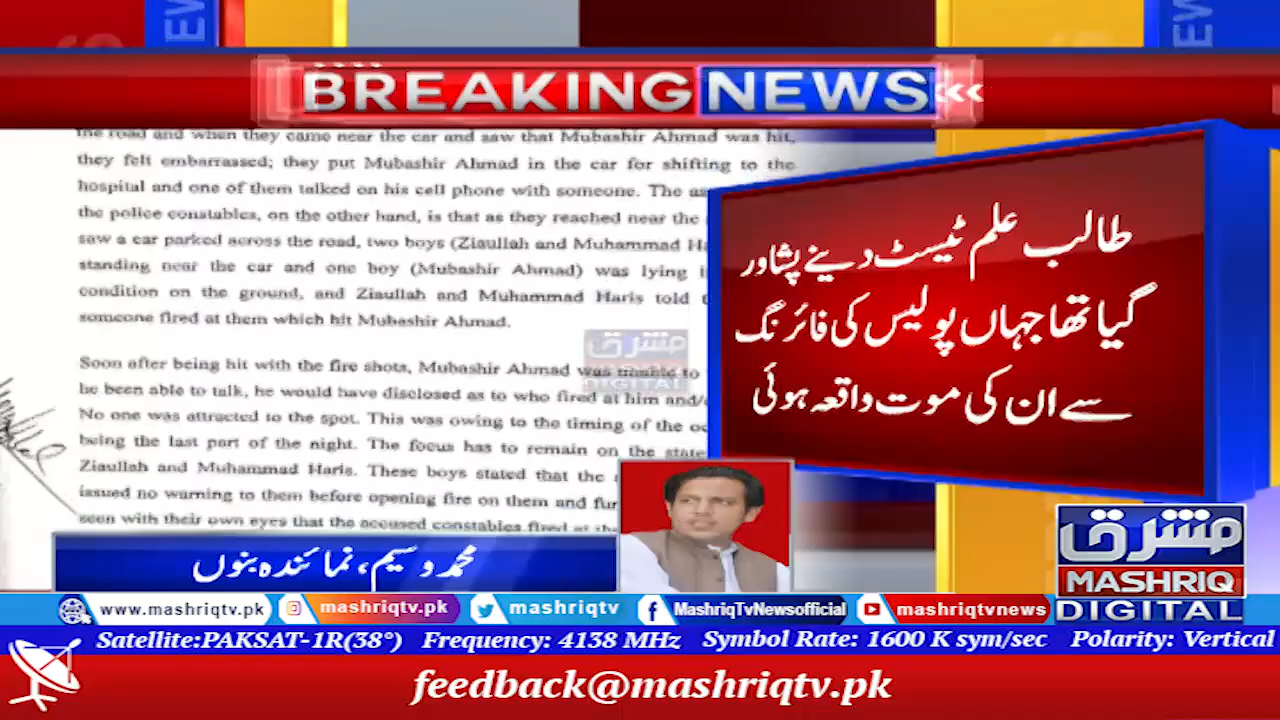 BREAKING NEWS
the road and when they came near the car and saw that Mubashir Ahmad was hit,
they felt embarrassed; they put Mubashir Ahmad in the car for shifting to the
hospital and one of them talked on his cell phone with someone. The
the police constables, on the other hand, is that as they reached near the
saw a car parked across the road, two boys (Ziaullah and Muhammad
standing near the car and one boy (Mubashir Ahmad) was lying
condition on the ground, and Ziaullah and Muhammad Haris told
someone fired at them which hit Mubashir Ahmad.
Soon after being hit with the fire shots, Mubashir Ahmad was unable to
he been able to talk, he would have disclosed as to who fired at him and/
No one was attracted to the spot. This was owing to the timing of the
being the last part of the night. The focus has to remain on the
Ziaullah and Muhammad Haris. These boys stated that the
issued no warning to them before opening fire on them and
seen with their own eyes that the accused constables fired at
طالب علم ٹیسٹ دینے پشاور
گیا تھا جہاں پولیس کی فائرنگ
سے ان کی موت واقعہ ہوئی
محمد وسیم، نمائندہ بنوں
مشرق
MASHRIQ
DIGITAL
www.mashriqtv.pk mashriqtv.pk mashriqtv MashriqTvNewsofficial mashriqtvnews
Satellite:PAKSAT-1R(38°) Frequency: 4138 MHz Symbol Rate: 1600 K sym/sec Polarity: Vertical
feedback@mashriqtv.pk